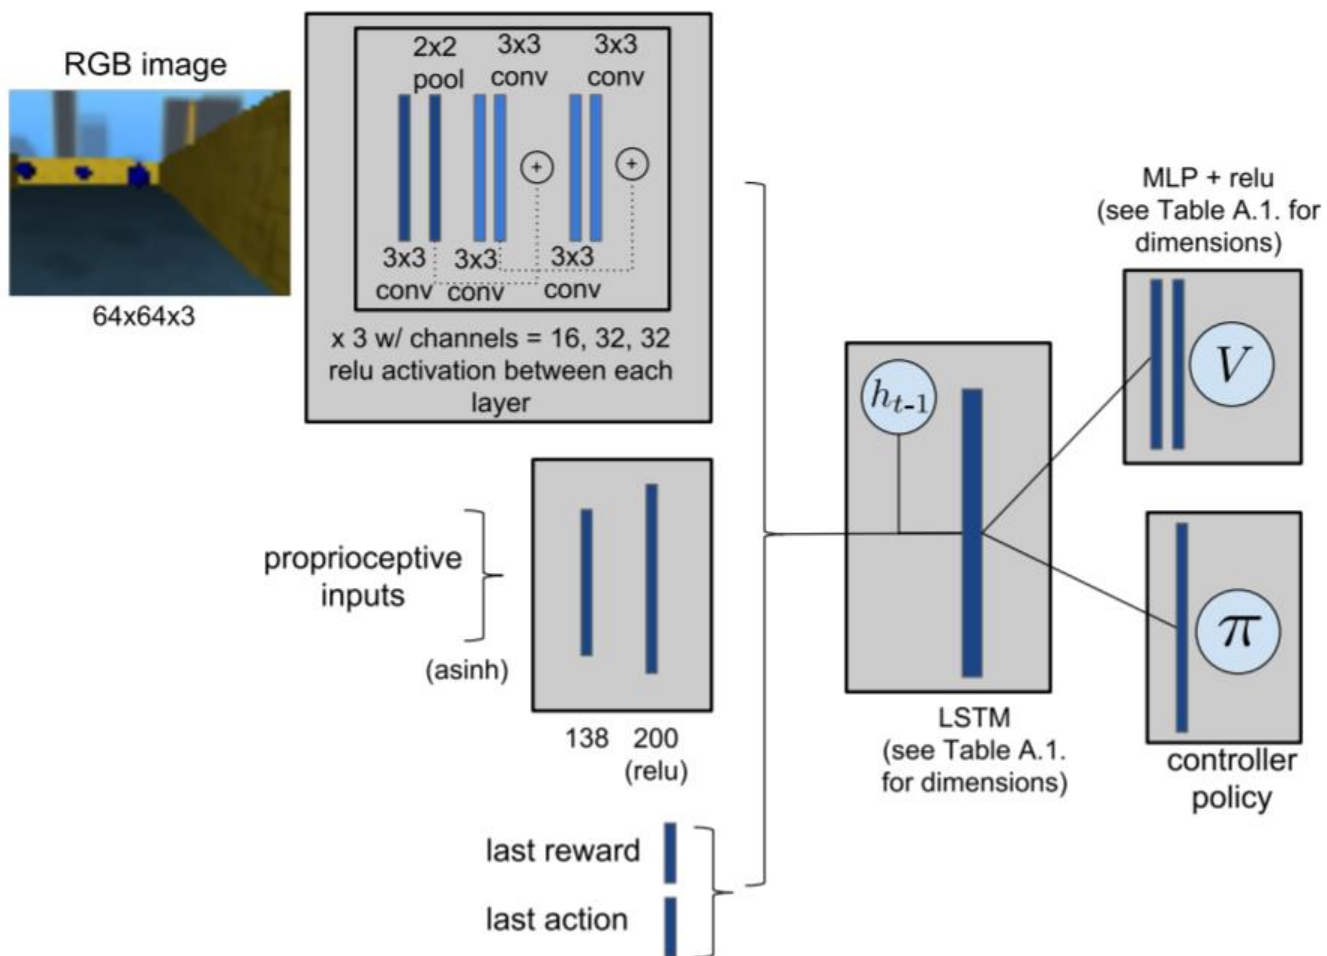 RGB image
64x64x3
2x2
pool
3x3
conv
3x3
conv
+
+
3x3
conv
3x3
conv
3x3
conv
x 3 w/ channels = 16, 32, 32
relu activation between each
layer
proprioceptive
inputs
(asinh)
138
200
(relu)
last reward
last action
h_{t-1}
LSTM
(see Table A.1.
for dimensions)
MLP + relu
(see Table A.1. for
dimensions)
V
π
controller
policy